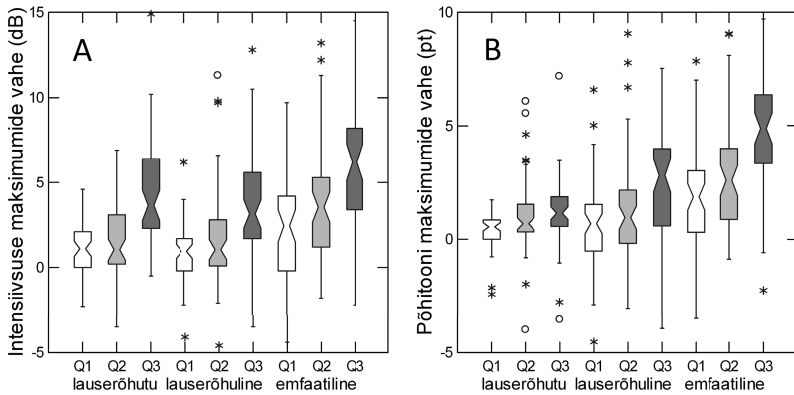 A
Intensiivsuse maksimumide vahe (dB)
15
10
5
0
-5
Q1 Q2 Q3 Q1 Q2 Q3 Q1 Q2 Q3
lauserõhutu lauserõhuline emfaatiline
B
Põhitooni maksimumide vahe (pt)
10
5
0
-5
Q1 Q2 Q3 Q1 Q2 Q3 Q1 Q2 Q3
lauserõhutu lauserõhuline emfaatiline